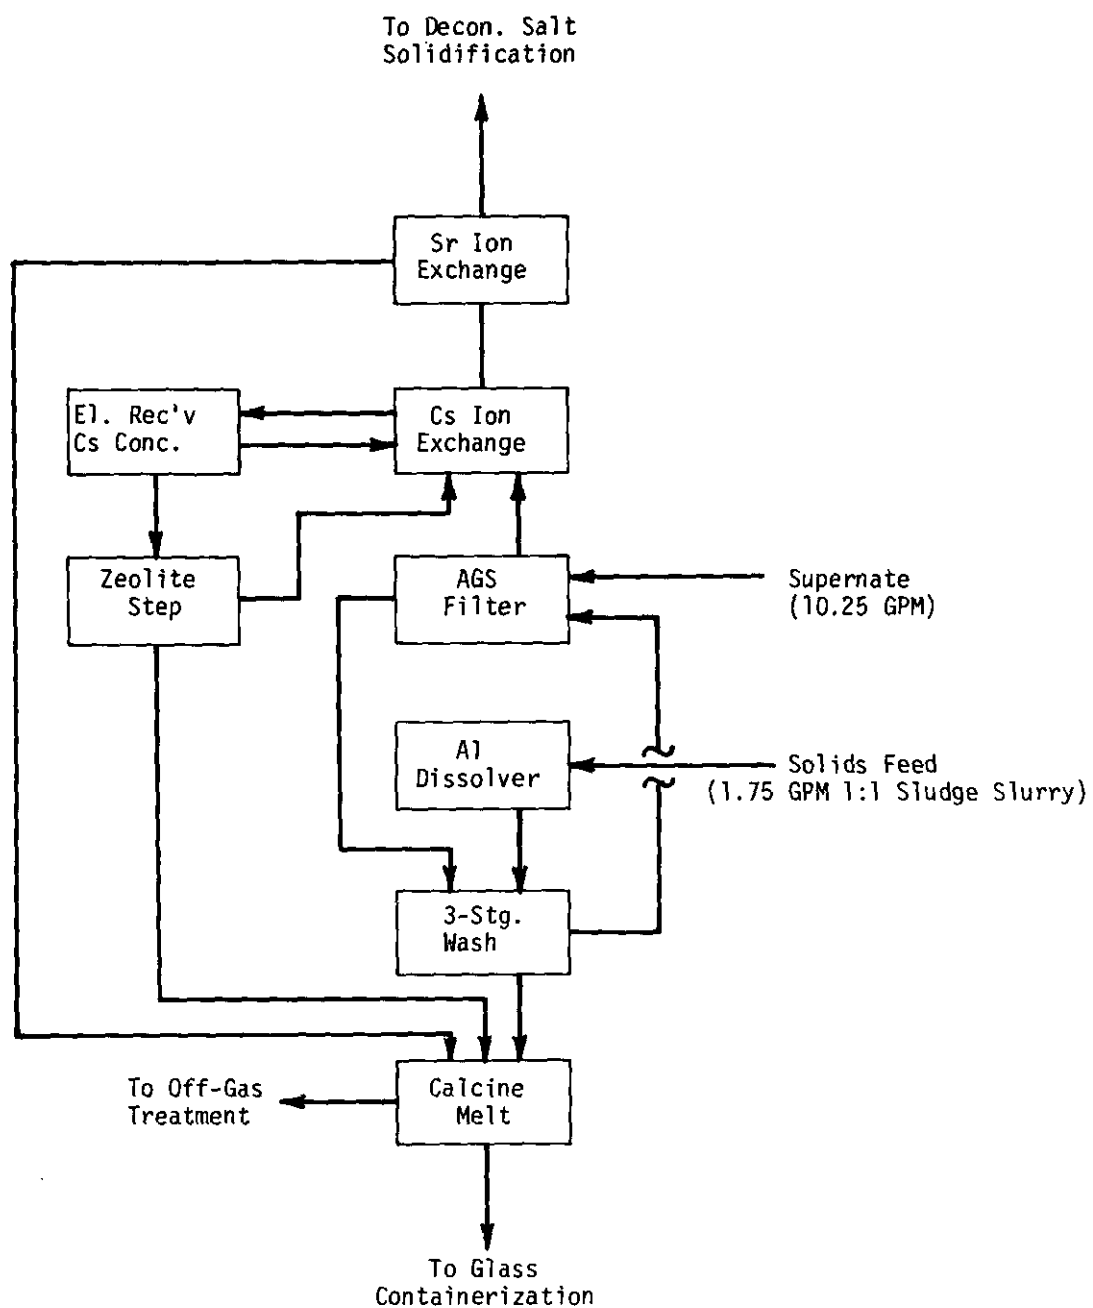 To Decon. Salt
Solidification
Sr Ion
Exchange
El. Rec'v
Cs Conc.
Cs Ion
Exchange
Zeolite
Step
AGS
Filter
Supernate
(10.25 GPM)
Al
Dissolver
Solids Feed
(1.75 GPM 1:1 Sludge Slurry)
3-Stg.
Wash
To Off-Gas
Treatment
Calcine
Melt
To Glass
Containerization